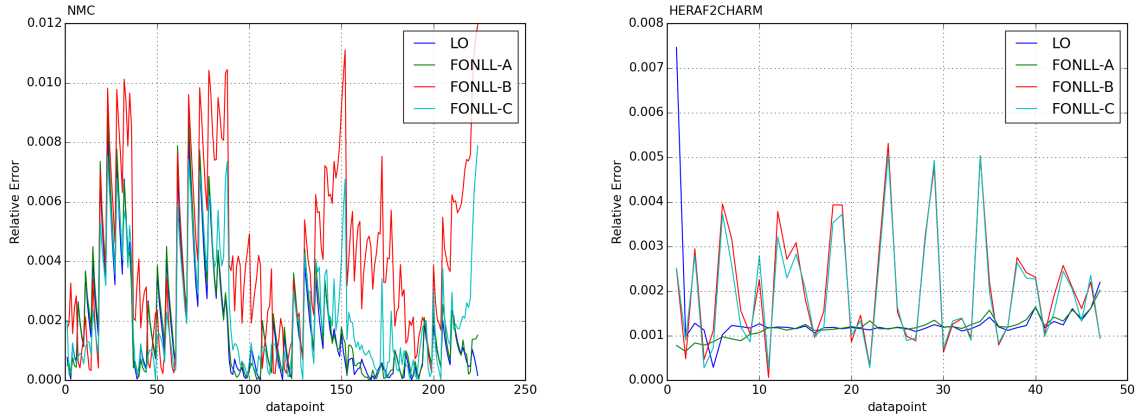 NMC
0.012
0.010
0.008
0.006
0.004
0.002
0.000
Relative Error
0 50 100 150 200 250
datapoint
LO
FONLL-A
FONLL-B
FONLL-C
HERAF2CHARM
0.008
0.007
0.006
0.005
0.004
0.003
0.002
0.001
0.000
Relative Error
0 10 20 30 40 50
datapoint
LO
FONLL-A
FONLL-B
FONLL-C